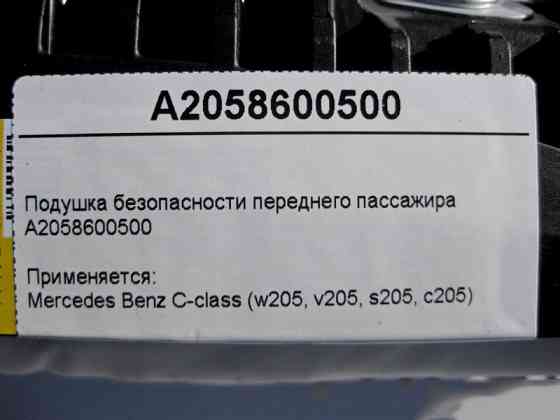 A2058600500
Подушка безопасности переднего пассажира
A2058600500
Применяется:
Mercedes Benz C-class (w205, v205, s205, c205)